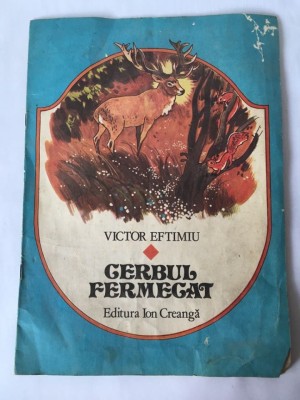 VICTOR EFTIMIU
CERBUL
FERMECAT
Editura Ion Creangă